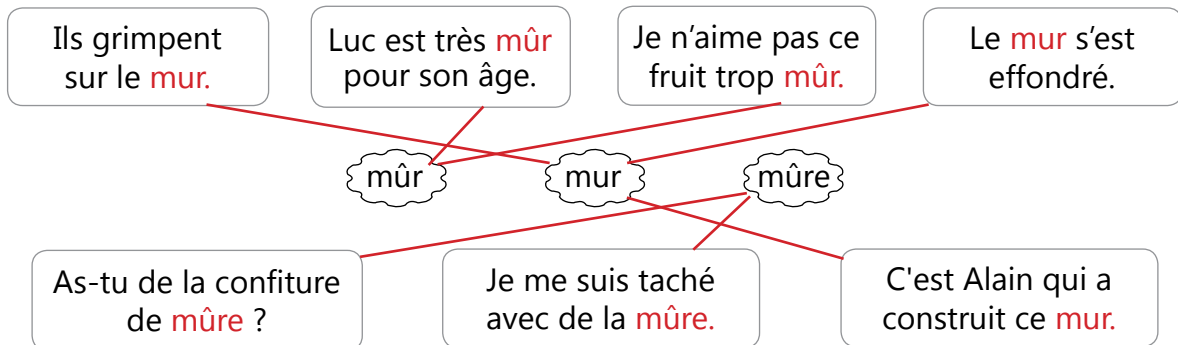 Ils grimpent
sur le mur.
Luc est très mûr
pour son âge.
Je n’aime pas ce
fruit trop mûr.
Le mur s’est
effondré.
mûr
mur
mûre
As-tu de la confiture
de mûre ?
Je me suis taché
avec de la mûre.
C'est Alain qui a
construit ce mur.